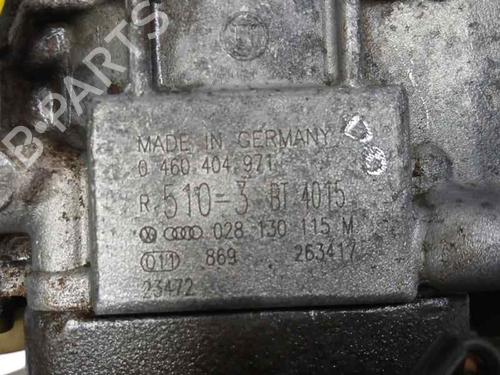 MADE IN GERMANY
0 460 404 971
R 510-3 BT 4015
028 130 115 M
011 869 263417
23472
B-PARTS